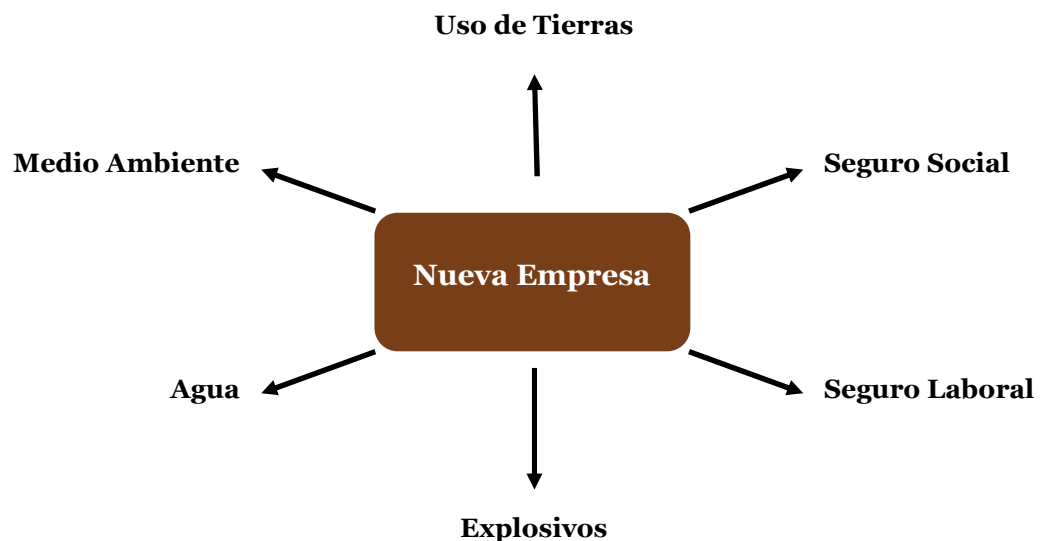 Uso de Tierras
Medio Ambiente
Seguro Social
Nueva Empresa
Agua
Seguro Laboral
Explosivos